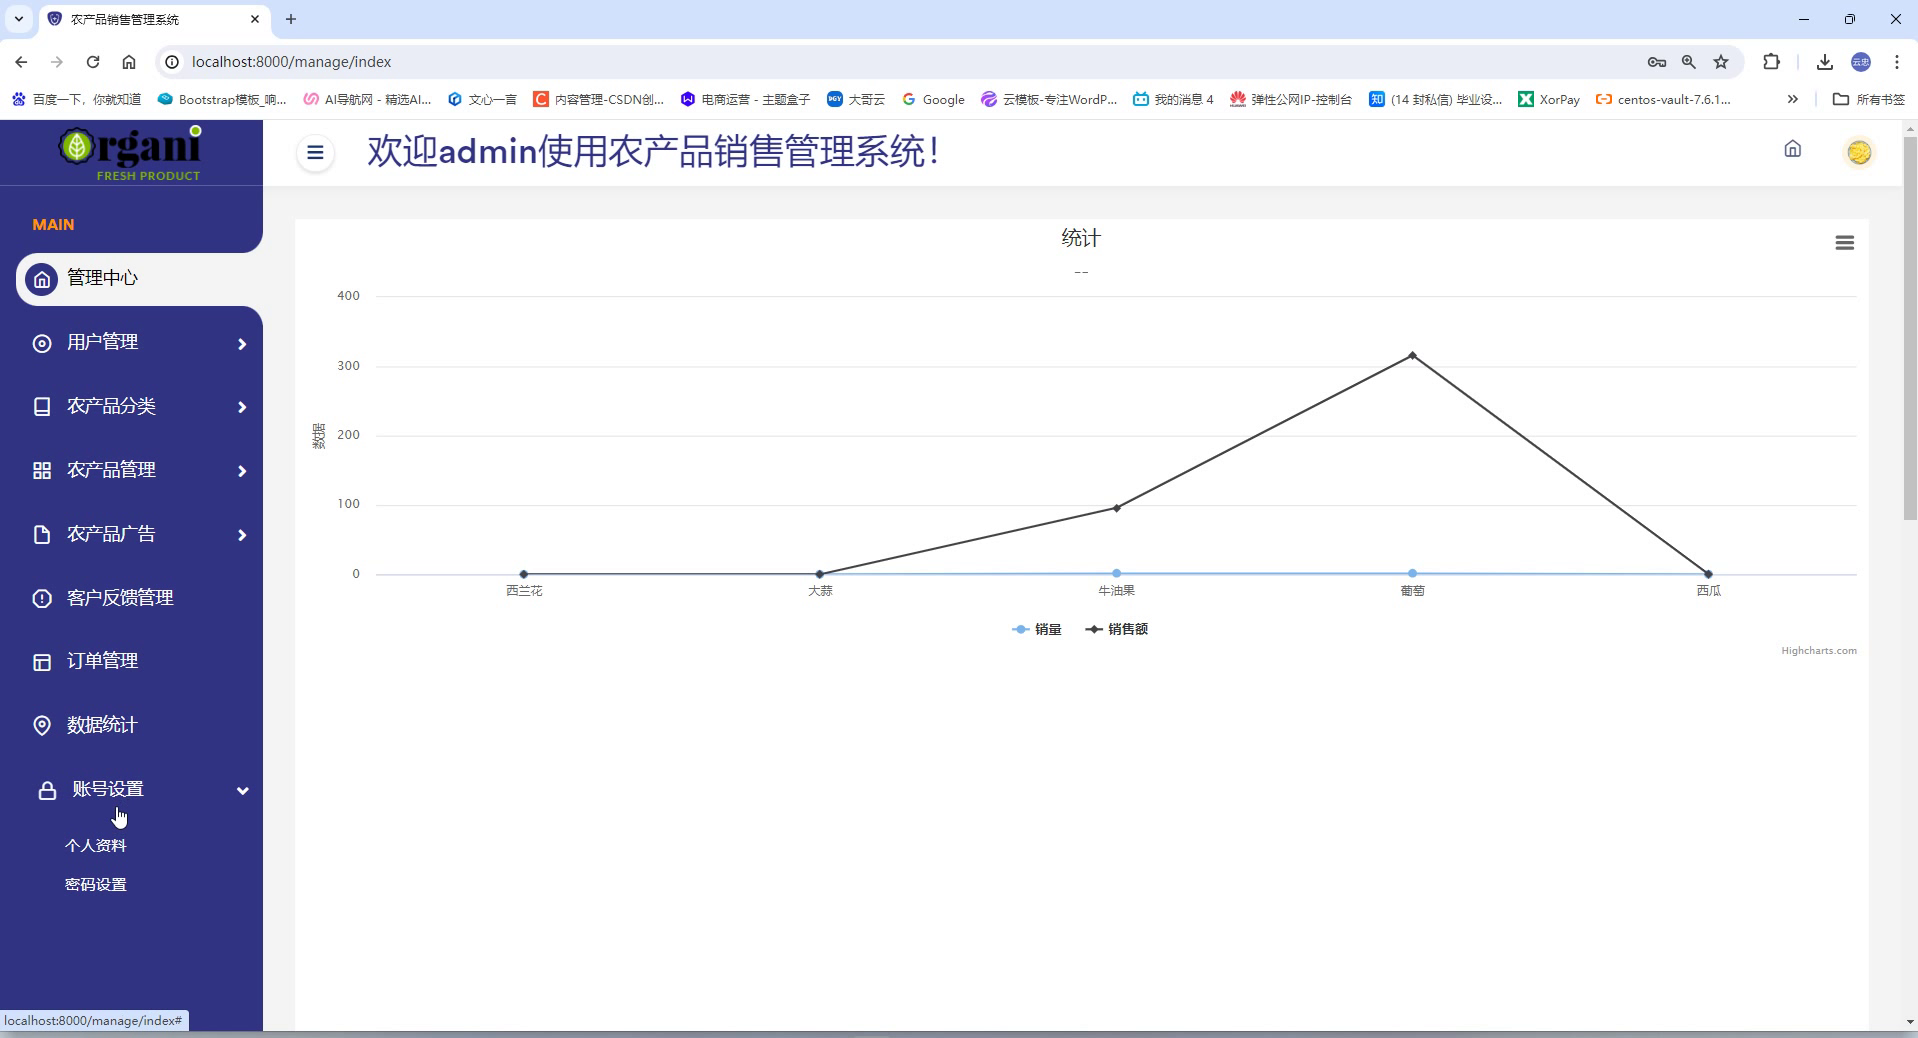 农产品销售管理系统
localhost:8000/manage/index
百度一下，你就知道
Bootstrap模板_响...
AI导航网 - 精选AI...
文心一言
内容管理-CSDN创...
电商运营 - 主题盒子
大哥云
Google
云模板-专注WordP...
我的消息 4
弹性公网IP-控制台
(14 封私信) 毕业设...
XorPay
centos-vault-7.6.1...
所有书签
Organi
FRESH PRODUCT
欢迎admin使用农产品销售管理系统！
MAIN
管理中心
用户管理
农产品分类
农产品管理
农产品广告
客户反馈管理
订单管理
数据统计
账号设置
个人资料
密码设置
统计
--
400
300
200
100
0
数据
西兰花
大蒜
牛油果
葡萄
西瓜
销量
销售额
Highcharts.com
localhost:8000/manage/index#